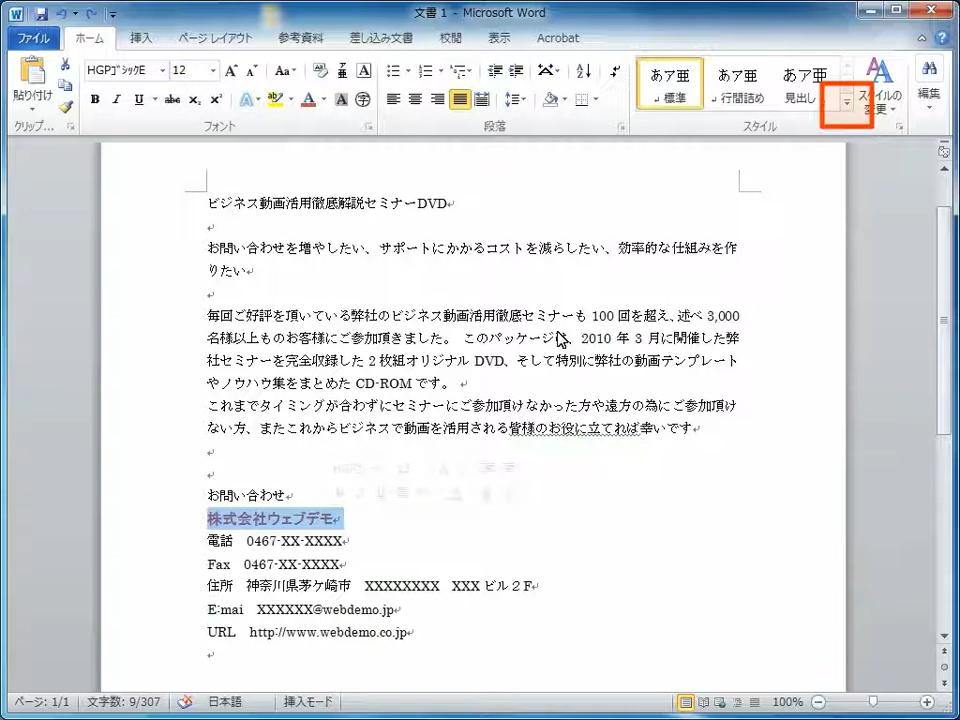 文書 1 - Microsoft Word
ファイル ホーム 挿入 ページ レイアウト 参考資料 差し込み文書 校閲 表示 Acrobat
HGPｺﾞｼｯｸE 12 Aa
あア亜 あア亜 あア亜
貼り付け
B I U abc x₂ x² A ab A A 字
↲ 標準 ↲ 行間詰め 見出し
スタイルの
変更
編集
クリップ... フォント 段落 スタイル
ビジネス動画活用徹底解説セミナーDVD
お問い合わせを増やしたい、サポートにかかるコストを減らしたい、効率的な仕組みを作
りたい
毎回ご好評を頂いている弊社のビジネス動画活用徹底セミナーも 100 回を超え、述べ 3,000
名様以上ものお客様にご参加頂きました。 このパッケージは、2010 年 3 月に開催した弊
社セミナーを完全収録した 2 枚組オリジナル DVD、そして特別に弊社の動画テンプレート
やノウハウ集をまとめた CD-ROM です。
これまでタイミングが合わずにセミナーにご参加頂けなかった方や遠方の為にご参加頂け
ない方、またこれからビジネスで動画を活用される皆様のお役に立てれば幸いです
お問い合わせ
株式会社ウェブデモ
電話 0467-XX-XXXX
Fax 0467-XX-XXXX
住所 神奈川県茅ケ崎市 XXXXXXXX XXX ビル２F
E:mai XXXXXX@webdemo.jp
URL http://www.webdemo.co.jp
ページ: 1/1 文字数: 9/307 日本語 挿入モード 100%